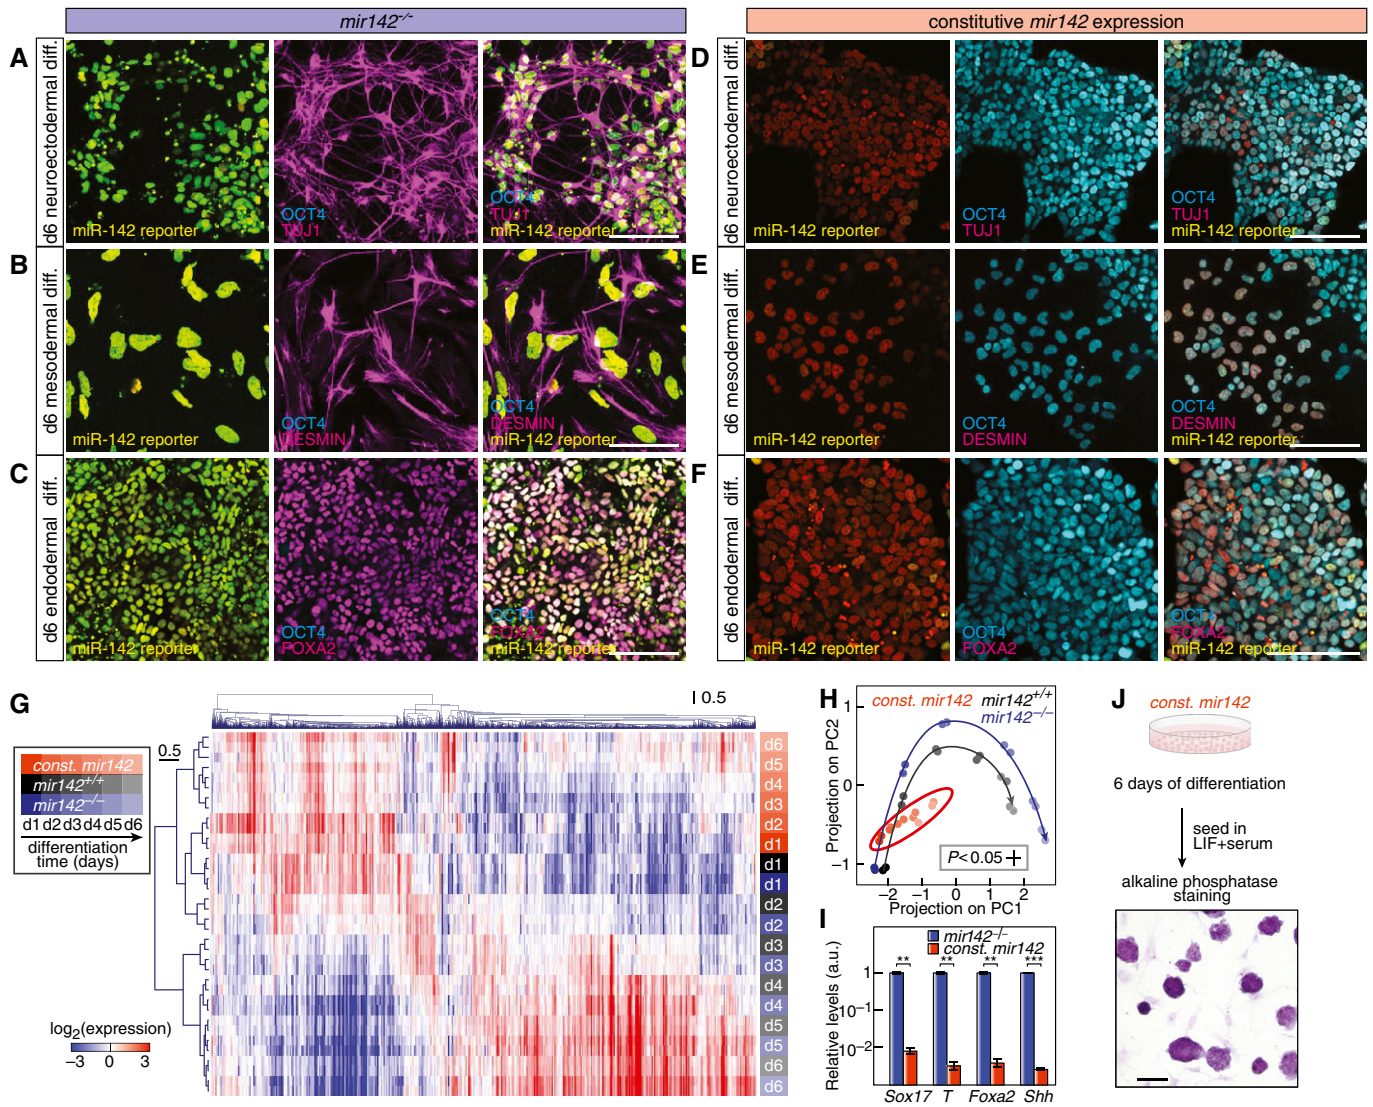 mir142−/−
constitutive mir142 expression
A
d6 neuroectodermal diff.
miR-142 reporter
OCT4
TUJ1
OCT4
TUJ1
miR-142 reporter
D
d6 neuroectodermal diff.
miR-142 reporter
OCT4
TUJ1
OCT4
TUJ1
miR-142 reporter
B
d6 mesodermal diff.
miR-142 reporter
OCT4
DESMIN
OCT4
DESMIN
miR-142 reporter
E
d6 mesodermal diff.
miR-142 reporter
OCT4
DESMIN
OCT4
DESMIN
miR-142 reporter
C
d6 endodermal diff.
miR-142 reporter
OCT4
FOXA2
OCT4
FOXA2
miR-142 reporter
F
d6 endodermal diff.
miR-142 reporter
OCT4
FOXA2
OCT4
FOXA2
miR-142 reporter
G
0.5
0.5
const. mir142
mir142+/+
mir142−/−
d1 d2 d3 d4 d5 d6
differentiation
time (days)
log2(expression)
−3 0 3
d6
d5
d4
d3
d2
d1
d1
d1
d2
d2
d3
d3
d4
d4
d5
d5
d6
d6
H
const. mir142 mir142+/+
mir142−/−
Projection on PC2
1
0
−1
P<0.05
−2 −1 0 1 2
Projection on PC1
I
mir142−/−
const. mir142
Relative levels (a.u.)
1
10−1
10−2
** ** ** ***
Sox17 T Foxa2 Shh
J
const. mir142
6 days of differentiation
seed in
LIF+serum
alkaline phosphatase
staining